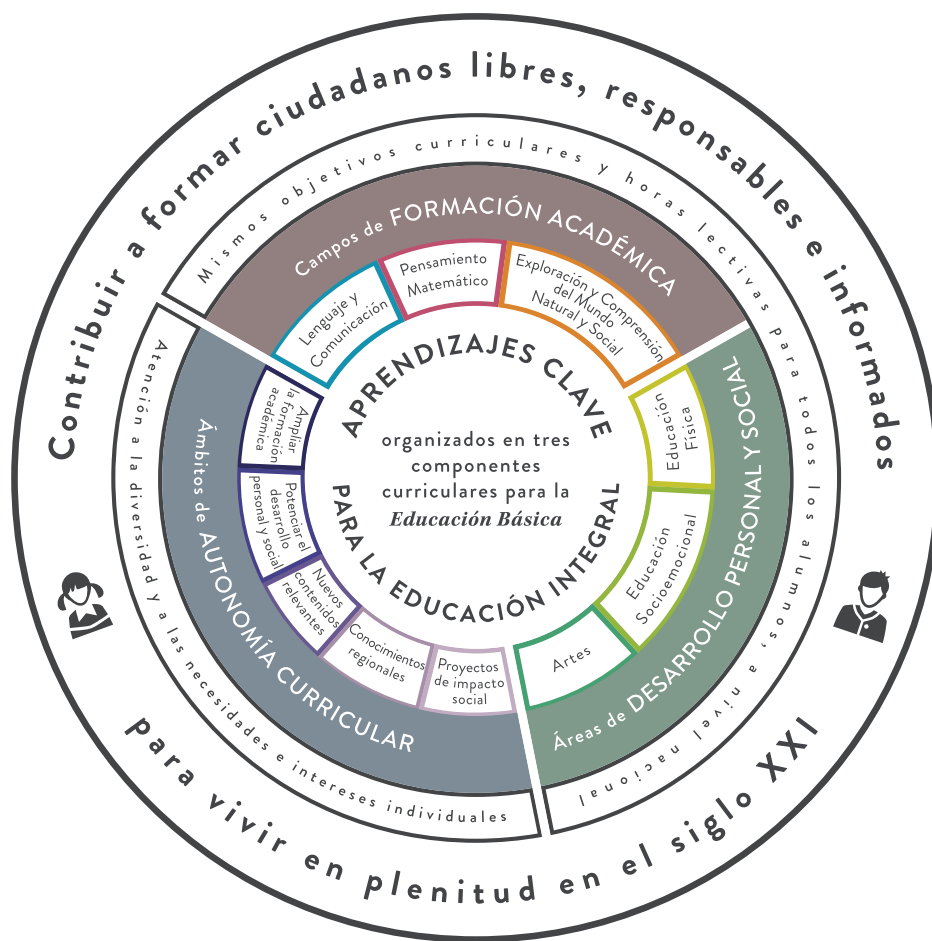 Contribuir a formar ciudadanos libres, responsables e informados
para vivir en plenitud en el siglo XXI
Mismos objetivos curriculares y horas lectivas para todos los alumnos, a nivel nacional
Atención a la diversidad y a las necesidades e intereses individuales
Campos de FORMACIÓN ACADÉMICA
Lenguaje y
Comunicación
Pensamiento
Matemático
Exploración y Comprensión
del Mundo
Natural y Social
Áreas de DESARROLLO PERSONAL Y SOCIAL
Educación
Física
Educación
Socioemocional
Artes
Ámbitos de AUTONOMÍA CURRICULAR
Ampliar
la formación
académica
Potenciar el
desarrollo
personal y social
Nuevos
contenidos
relevantes
Conocimientos
regionales
Proyectos
de impacto
social
APRENDIZAJES CLAVE
organizados en tres
componentes
curriculares para la
Educación Básica
PARA LA EDUCACIÓN INTEGRAL